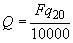 Q = Fq₂₀ / 10000